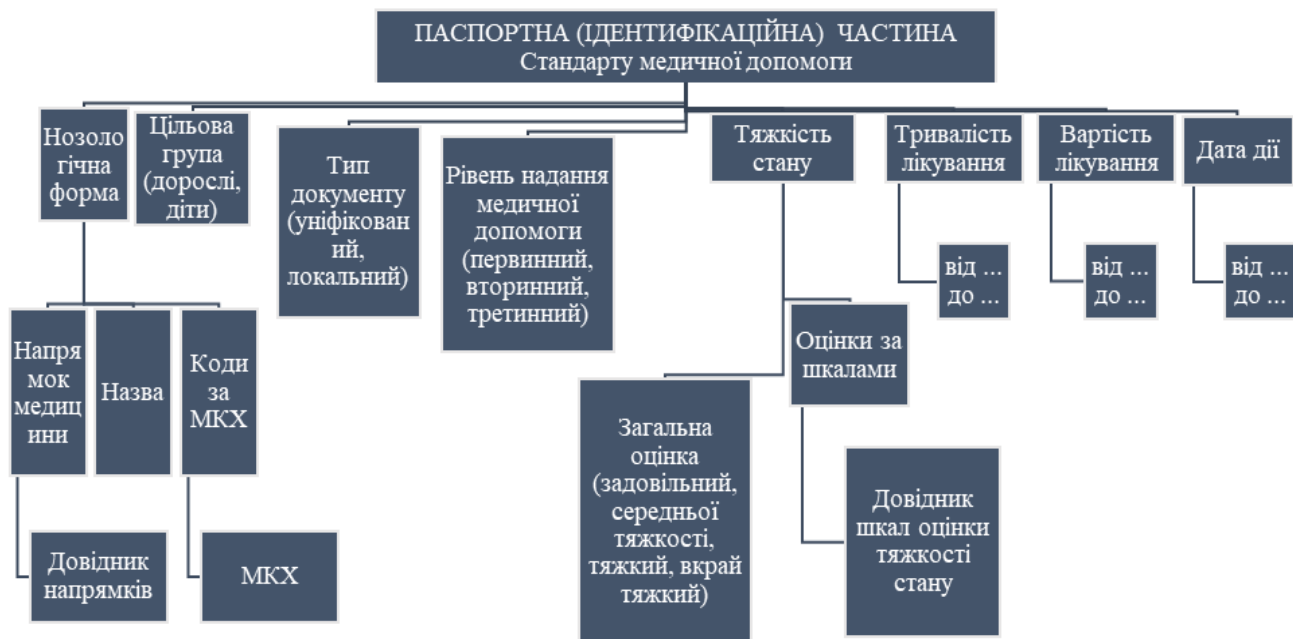 ПАСПОРТНА (ІДЕНТИФІКАЦІЙНА) ЧАСТИНА
Стандарту медичної допомоги
Нозоло
гічна
форма
Цільова
група
(дорослі,
діти)
Тип
документу
(уніфікован
ий,
локальний)
Рівень надання
медичної
допомоги
(первинний,
вторинний,
третинний)
Тяжкість
стану
Тривалість
лікування
Вартість
лікування
Дата дії
від ...
до ...
від ...
до ...
від ...
до ...
Напря
мок
медиц
ини
Назва
Коди
за
МКХ
Оцінки за
шкалами
Загальна
оцінка
(задовільний,
середньої
тяжкості,
тяжкий, вкрай
тяжкий)
Довідник
шкал оцінки
тяжкості
стану
Довідник
напрямків
МКХ